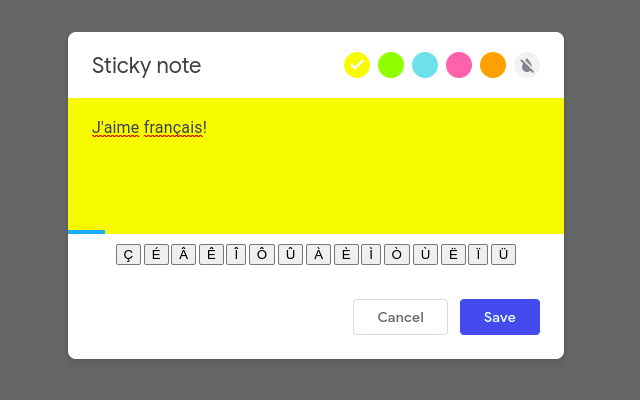 Sticky note
J'aime français!
Ç É Â Ê Î Ô Û À È Ì Ò Ù Ë Ï Ü
Cancel Save